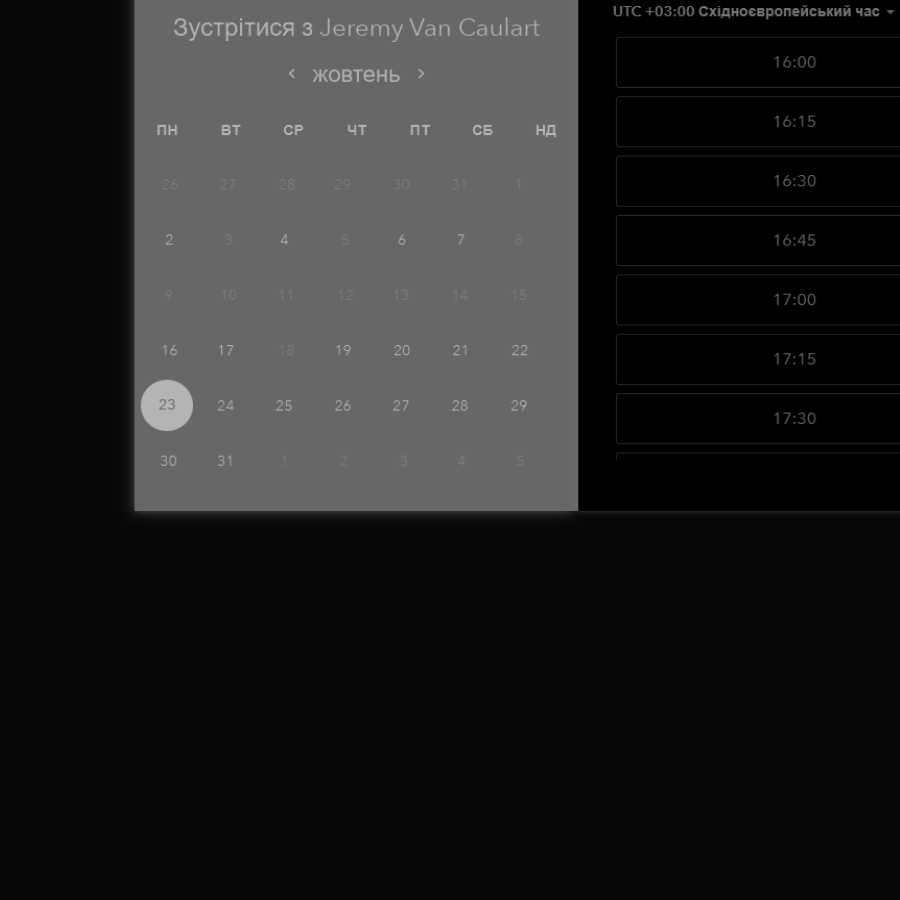 Зустрітися з Jeremy Van Caulart
жовтень
ПН ВТ СР ЧТ ПТ СБ НД
26 27 28 29 30 31 1
2 3 4 5 6 7 8
9 10 11 12 13 14 15
16 17 18 19 20 21 22
23 24 25 26 27 28 29
30 31 1 2 3 4 5
UTC +03:00 Східноєвропейський час
16:00
16:15
16:30
16:45
17:00
17:15
17:30